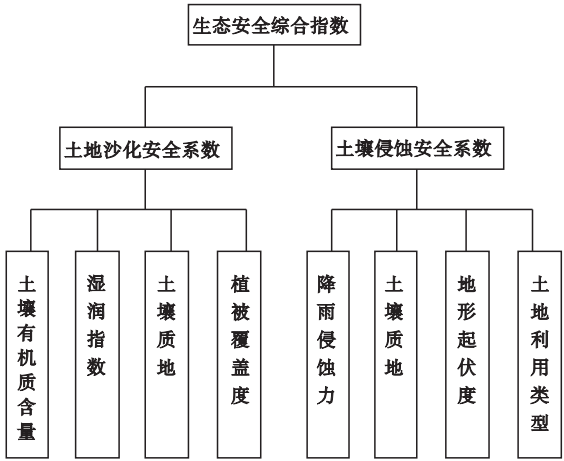 生态安全综合指数
土地沙化安全系数
土壤侵蚀安全系数
土壤有机质含量
湿润指数
土壤质地
植被覆盖度
降雨侵蚀力
土壤质地
地形起伏度
土地利用类型